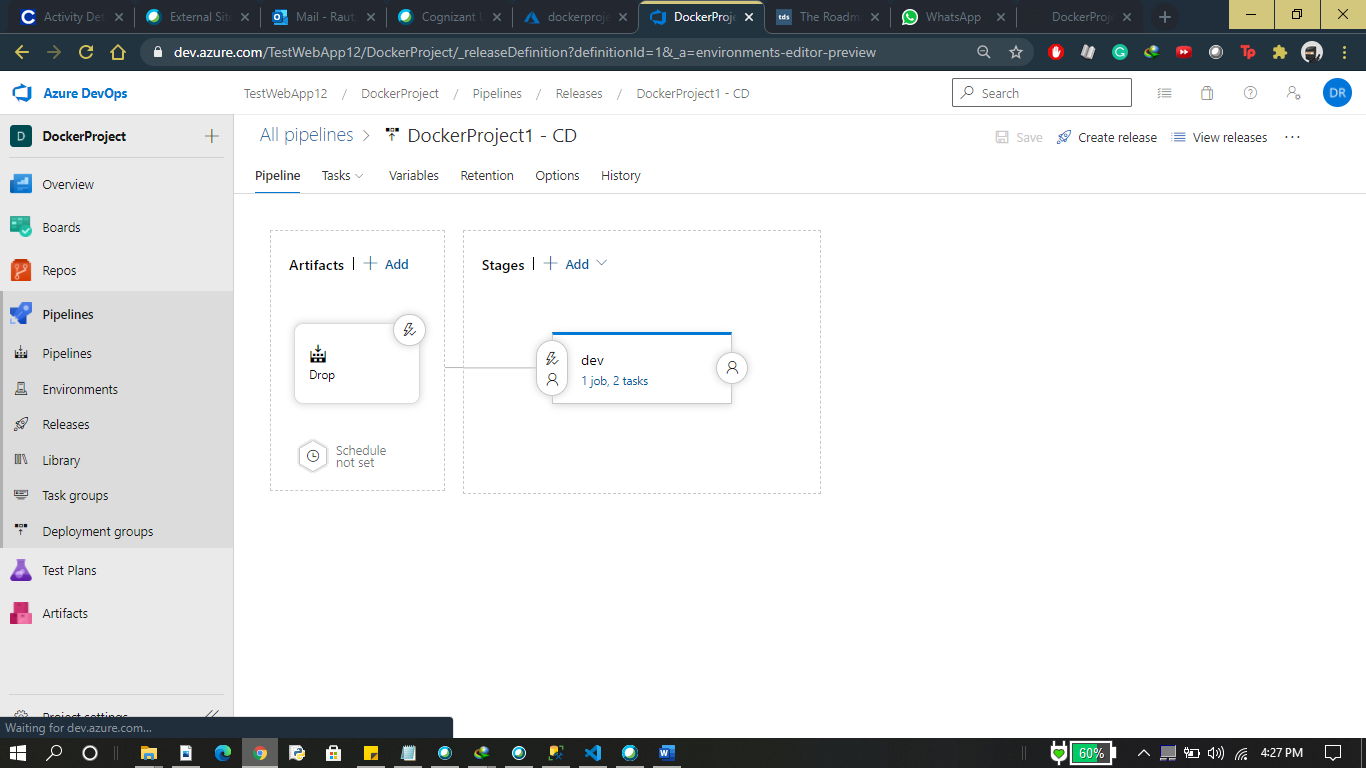 Activity Det
External Site
Mail - Raut
Cognizant
dockerproje
DockerProje
The Roadm
WhatsApp
DockerProj
dev.azure.com/TestWebApp12/DockerProject/_releaseDefinition?definitionId=1&_a=environments-editor-preview
Azure DevOps
TestWebApp12 / DockerProject / Pipelines / Releases / DockerProject1 - CD
Search
DR
D DockerProject
All pipelines > DockerProject1 - CD
Save
Create release
View releases
Pipeline Tasks Variables Retention Options History
Overview
Boards
Repos
Pipelines
Pipelines
Environments
Releases
Library
Task groups
Deployment groups
Test Plans
Artifacts
Project settings
Artifacts | + Add
Drop
Schedule
not set
Stages | + Add
dev
1 job, 2 tasks
Waiting for dev.azure.com...
60%
4:27 PM